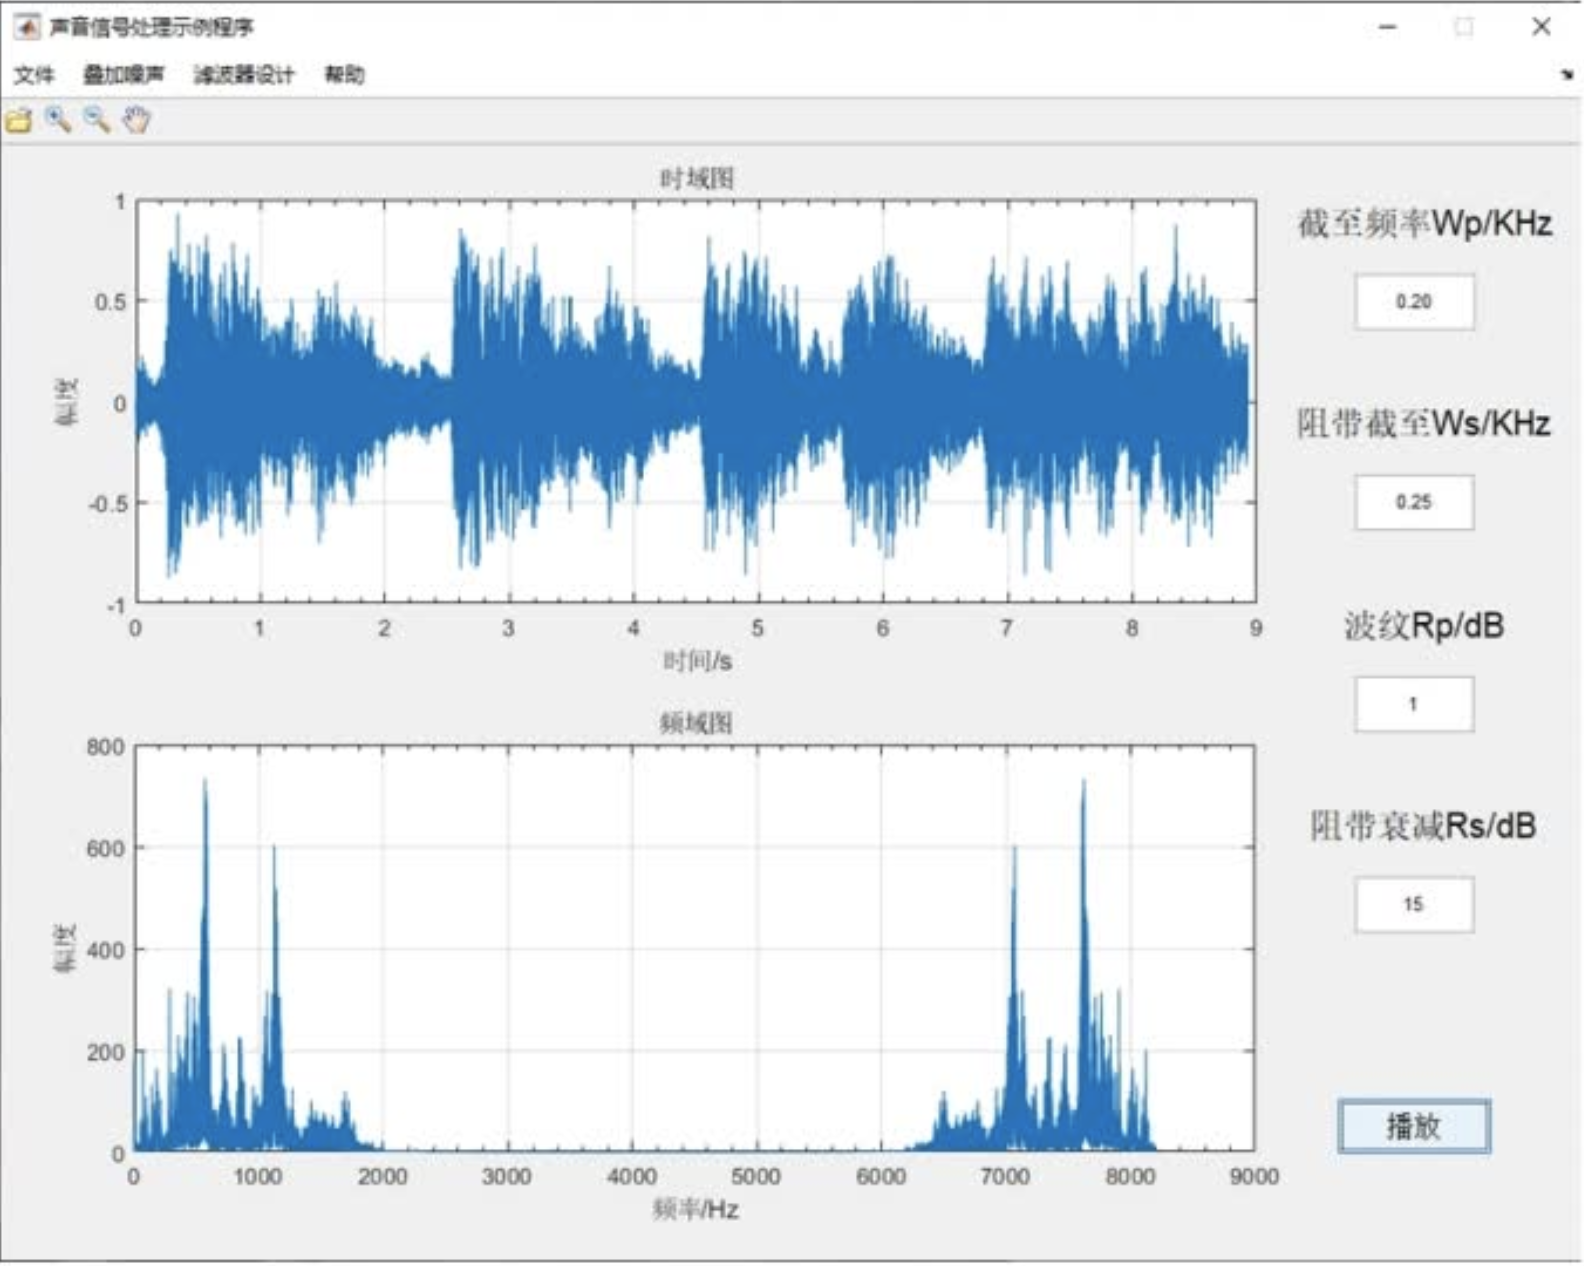 声音信号处理示例程序
文件 叠加噪声 滤波器设计 帮助
时域图
1
0.5
0
-0.5
-1
幅度
0 1 2 3 4 5 6 7 8 9
时间/s
频域图
800
600
400
200
0
幅度
0 1000 2000 3000 4000 5000 6000 7000 8000 9000
频率/Hz
截至频率Wp/KHz
0.20
阻带截至Ws/KHz
0.25
波纹Rp/dB
1
阻带衰减Rs/dB
15
播放